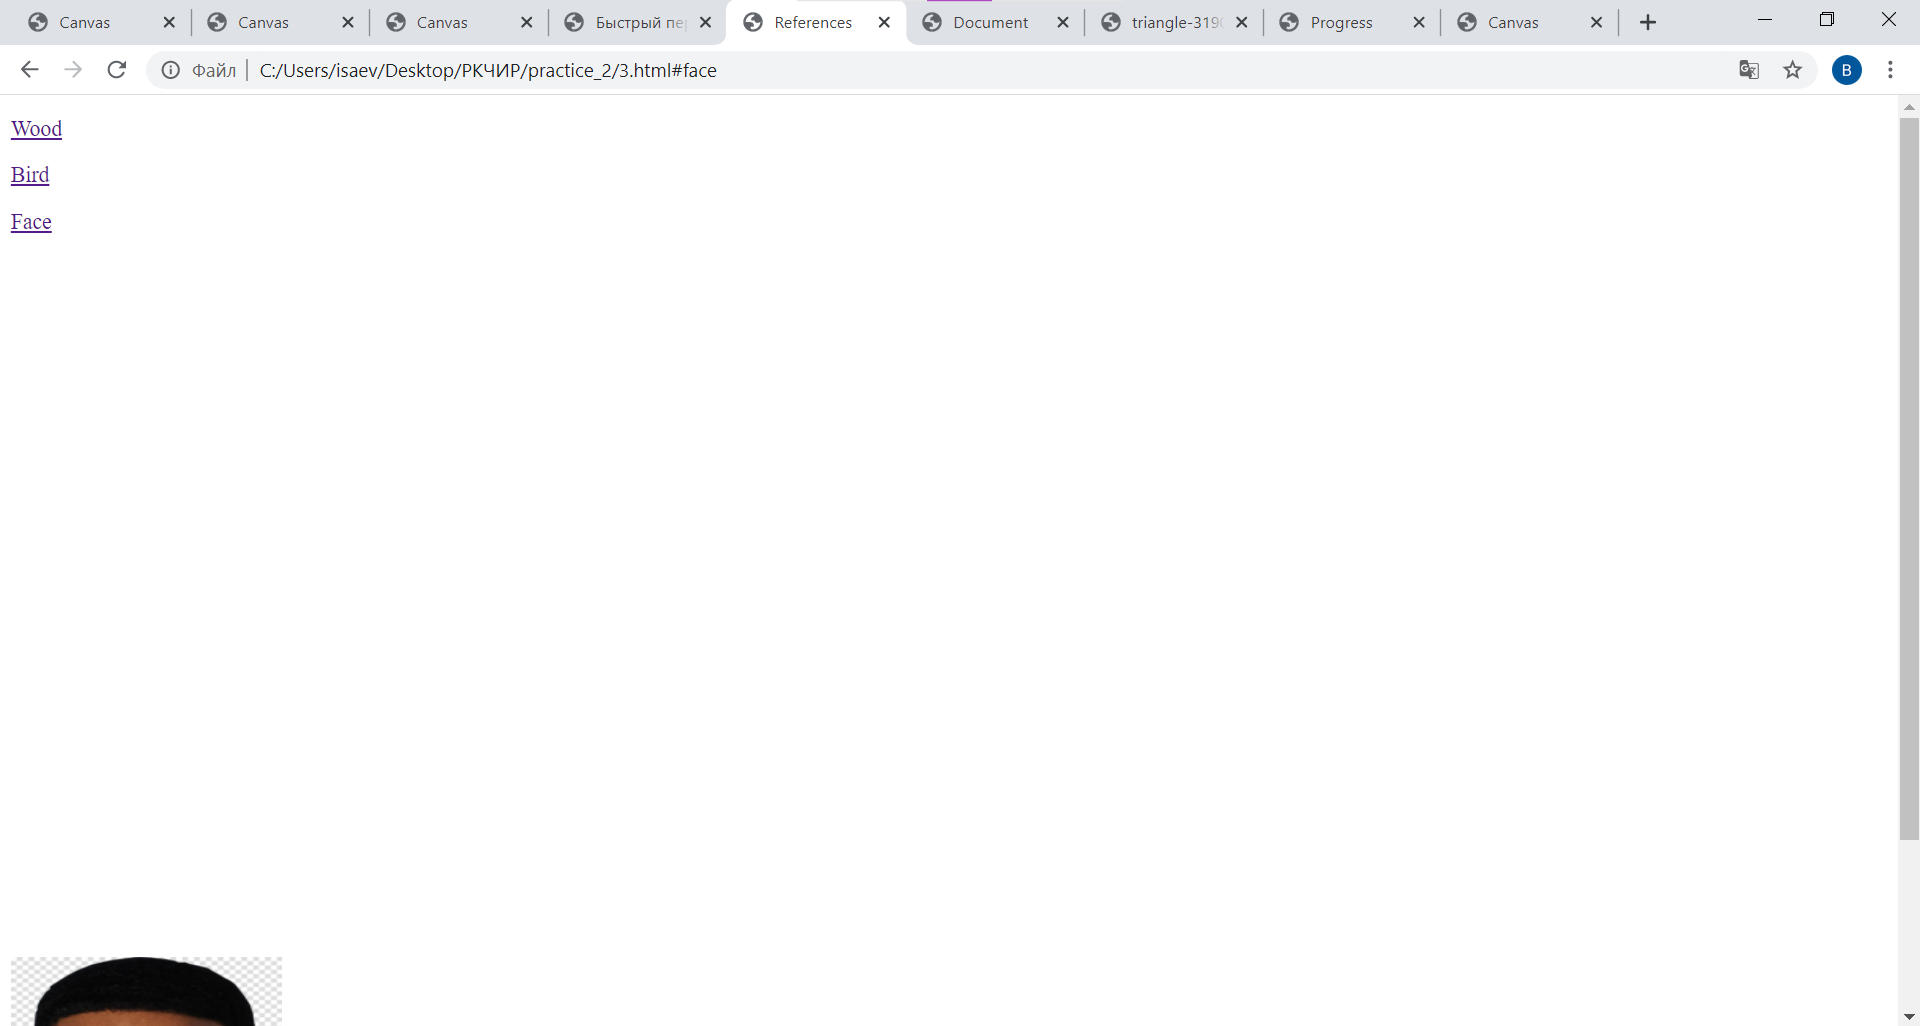 Canvas Canvas Canvas Быстрый пе References Document triangle-319 Progress Canvas
Файл C:/Users/isaev/Desktop/РКЧИР/practice_2/3.html#face B
Wood
Bird
Face